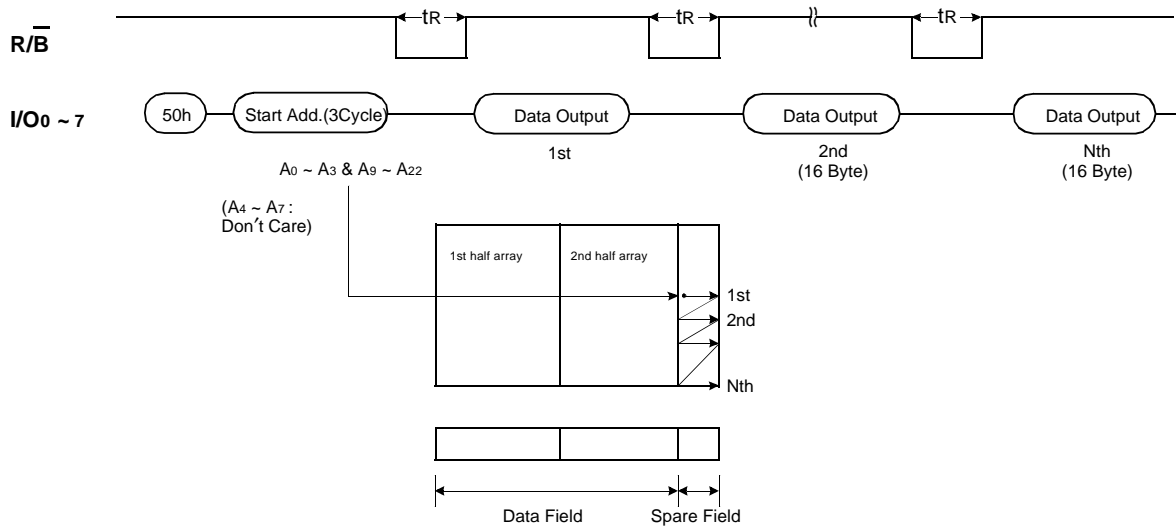 tR tR tR
R/B
I/O0 ~ 7
50h Start Add.(3Cycle) Data Output Data Output Data Output
A0 ~ A3 & A9 ~ A22
1st 2nd Nth
(16 Byte) (16 Byte)
(A4 ~ A7 :
Don′t Care)
1st half array 2nd half array
1st
2nd
Nth
Data Field Spare Field